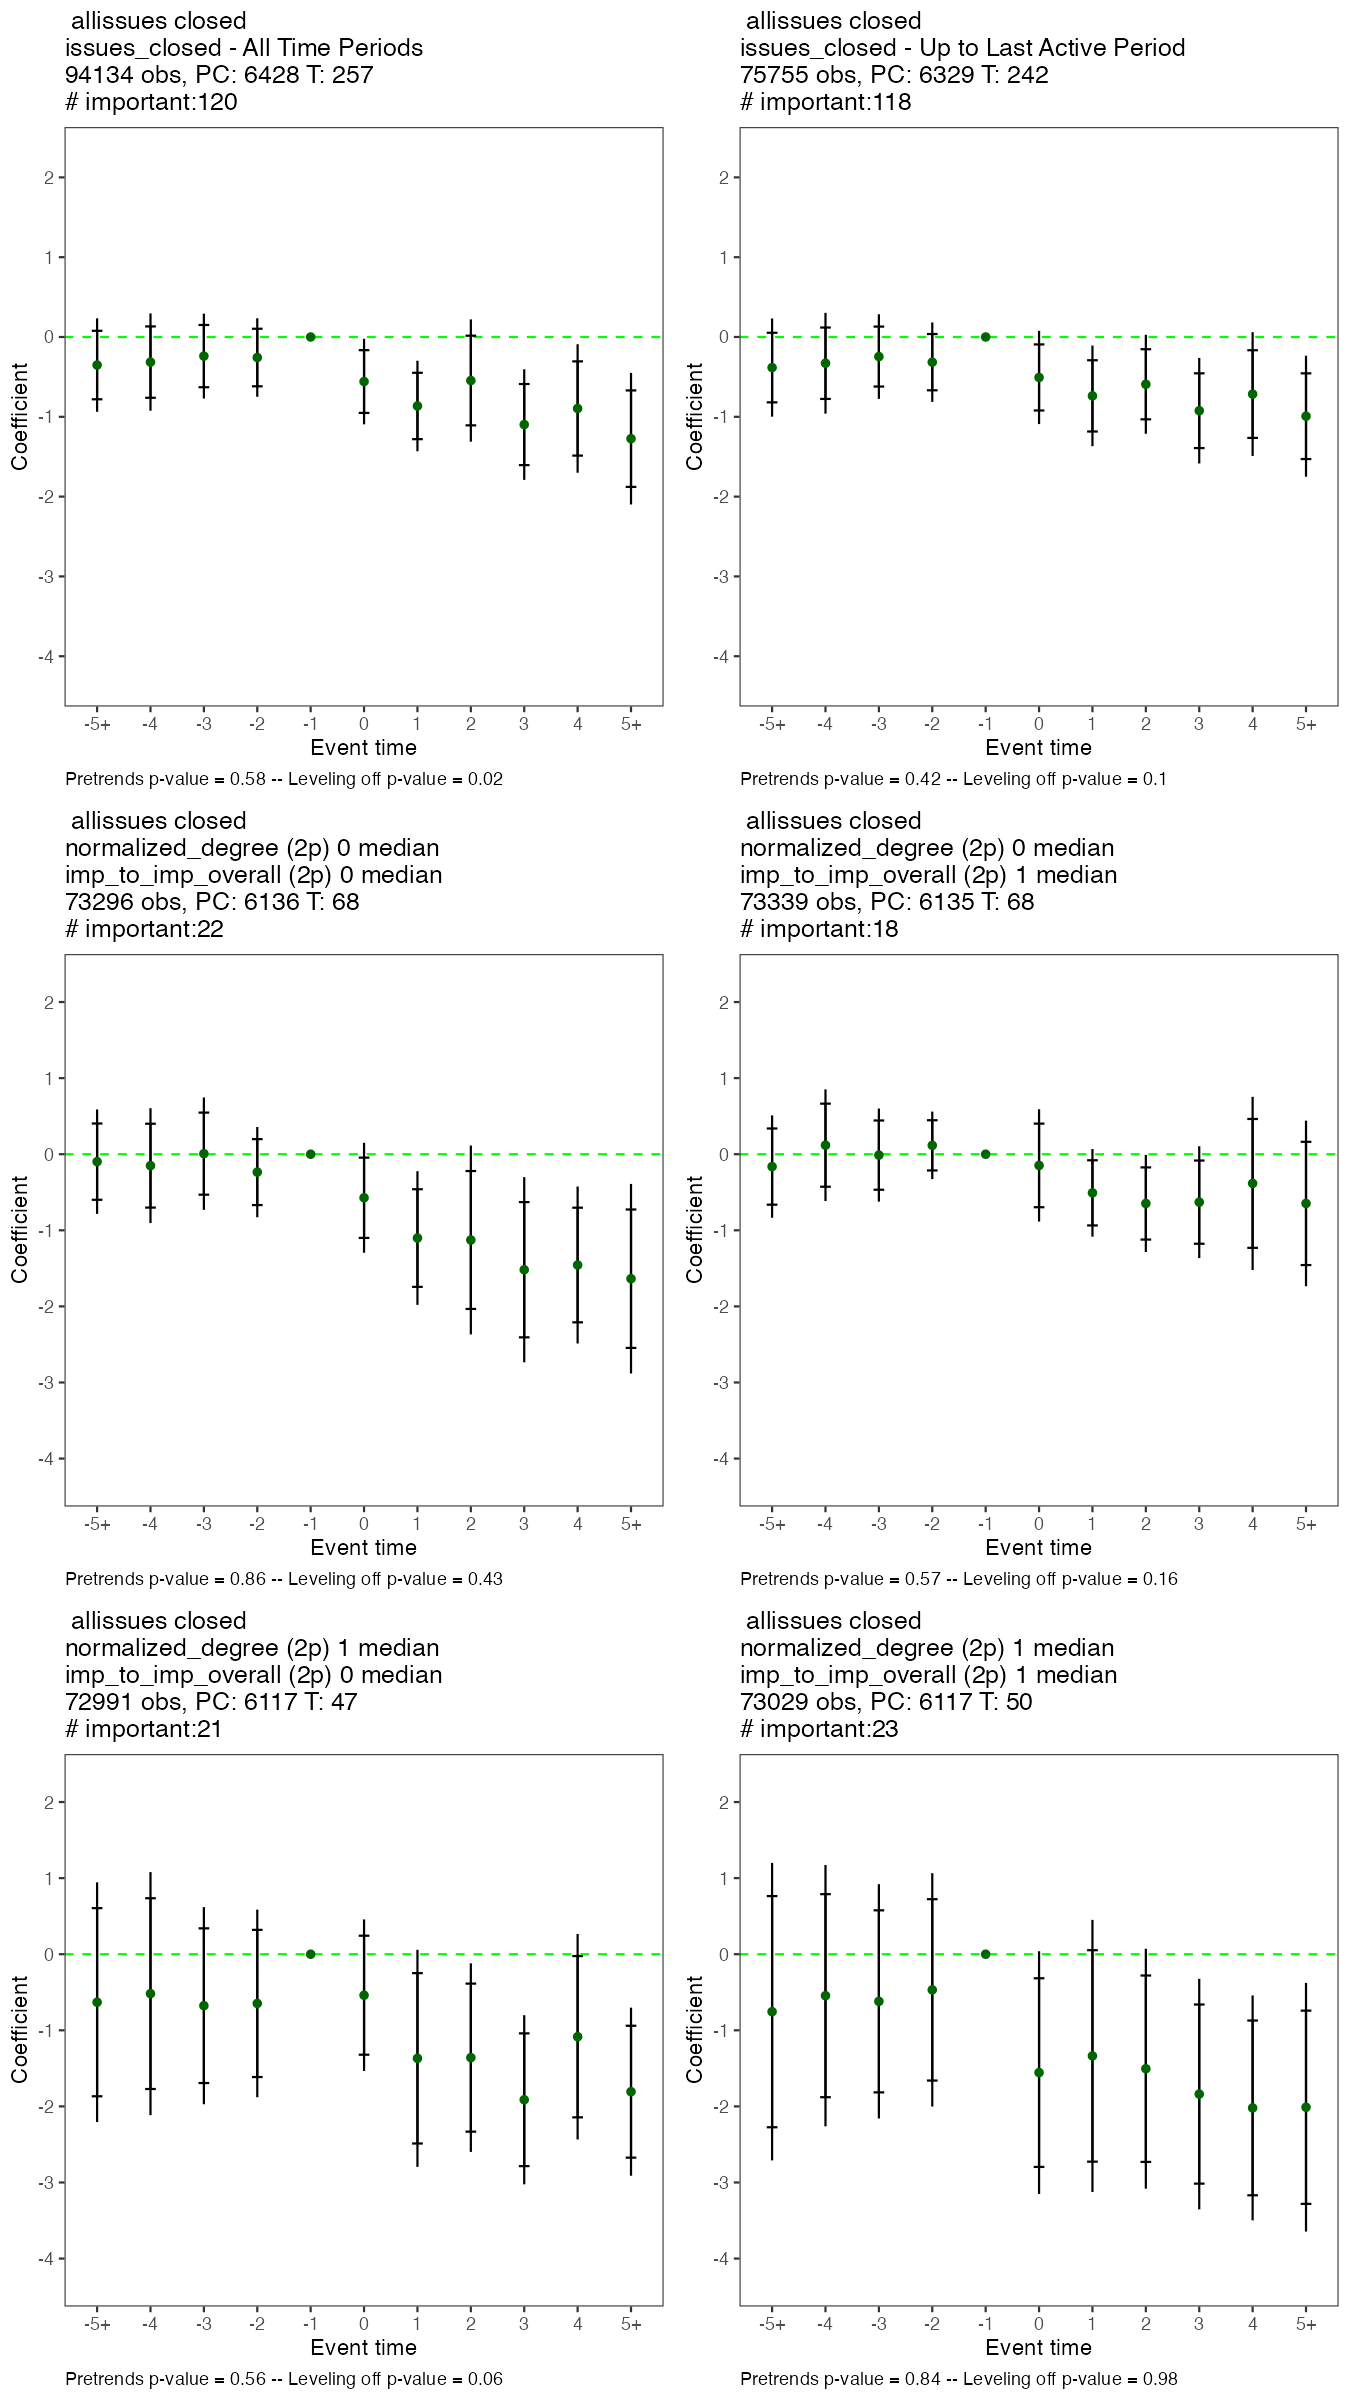 allissues closed
issues_closed - All Time Periods
94134 obs, PC: 6428 T: 257
# important:120
2
1
0
-1
-2
-3
-4
Coefficient
-5+ -4 -3 -2 -1 0 1 2 3 4 5+
Event time
Pretrends p-value = 0.58 -- Leveling off p-value = 0.02
allissues closed
issues_closed - Up to Last Active Period
75755 obs, PC: 6329 T: 242
# important:118
2
1
0
-1
-2
-3
-4
Coefficient
-5+ -4 -3 -2 -1 0 1 2 3 4 5+
Event time
Pretrends p-value = 0.42 -- Leveling off p-value = 0.1
allissues closed
normalized_degree (2p) 0 median
imp_to_imp_overall (2p) 0 median
73296 obs, PC: 6136 T: 68
# important:22
2
1
0
-1
-2
-3
-4
Coefficient
-5+ -4 -3 -2 -1 0 1 2 3 4 5+
Event time
Pretrends p-value = 0.86 -- Leveling off p-value = 0.43
allissues closed
normalized_degree (2p) 0 median
imp_to_imp_overall (2p) 1 median
73339 obs, PC: 6135 T: 68
# important:18
2
1
0
-1
-2
-3
-4
Coefficient
-5+ -4 -3 -2 -1 0 1 2 3 4 5+
Event time
Pretrends p-value = 0.57 -- Leveling off p-value = 0.16
allissues closed
normalized_degree (2p) 1 median
imp_to_imp_overall (2p) 0 median
72991 obs, PC: 6117 T: 47
# important:21
2
1
0
-1
-2
-3
-4
Coefficient
-5+ -4 -3 -2 -1 0 1 2 3 4 5+
Event time
Pretrends p-value = 0.56 -- Leveling off p-value = 0.06
allissues closed
normalized_degree (2p) 1 median
imp_to_imp_overall (2p) 1 median
73029 obs, PC: 6117 T: 50
# important:23
2
1
0
-1
-2
-3
-4
Coefficient
-5+ -4 -3 -2 -1 0 1 2 3 4 5+
Event time
Pretrends p-value = 0.84 -- Leveling off p-value = 0.98